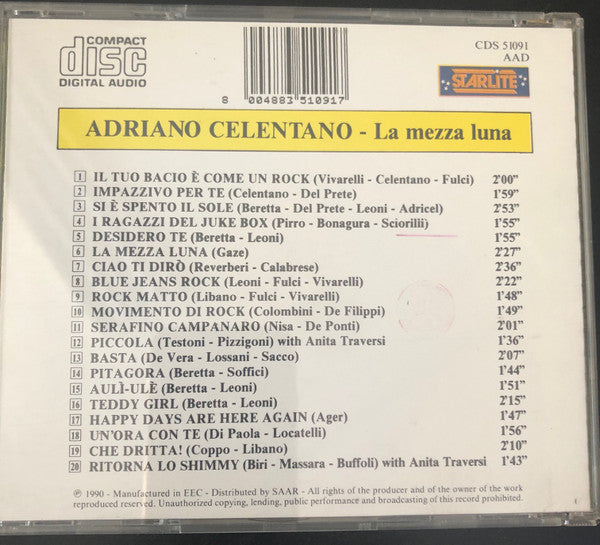 COMPACT
disc
DIGITAL AUDIO
8 004883 510917
CDS 51091
AAD
STARLITE
ADRIANO CELENTANO - La mezza luna
1 IL TUO BACIO È COME UN ROCK (Vivarelli - Celentano - Fulci) 2'00"
2 IMPAZZIVO PER TE (Celentano - Del Prete) 1'59"
3 SI È SPENTO IL SOLE (Beretta - Del Prete - Leoni - Adricel) 2'53"
4 I RAGAZZI DEL JUKE BOX (Pirro - Bonagura - Sciorilli) 1'55"
5 DESIDERO TE (Beretta - Leoni) 1'55"
6 LA MEZZA LUNA (Gaze) 2'27"
7 CIAO TI DIRÒ (Reverberi - Calabrese) 2'36"
8 BLUE JEANS ROCK (Leoni - Fulci - Vivarelli) 2'22"
9 ROCK MATTO (Libano - Fulci - Vivarelli) 1'48"
10 MOVIMENTO DI ROCK (Colombini - De Filippi) 1'49"
11 SERAFINO CAMPANARO (Nisa - De Ponti) 2'01"
12 PICCOLA (Testoni - Pizzigoni) with Anita Traversi 1'36"
13 BASTA (De Vera - Lossani - Sacco) 2'07"
14 PITAGORA (Beretta - Soffici) 1'44"
15 AULÌ-ULÈ (Beretta - Leoni) 1'51"
16 TEDDY GIRL (Beretta - Leoni) 2'15"
17 HAPPY DAYS ARE HERE AGAIN (Ager) 1'47"
18 UN'ORA CON TE (Di Paola - Locatelli) 1'56"
19 CHE DRITTA! (Coppo - Libano) 2'10"
20 RITORNA LO SHIMMY (Biri - Massara - Buffoli) with Anita Traversi 1'43"
℗ 1990 - Manufactured in EEC - Distributed by SAAR - All rights of the producer and of the owner of the work
reproduced reserved. Unauthorized copying, lending, public performance and broadcasting of this record prohibited.